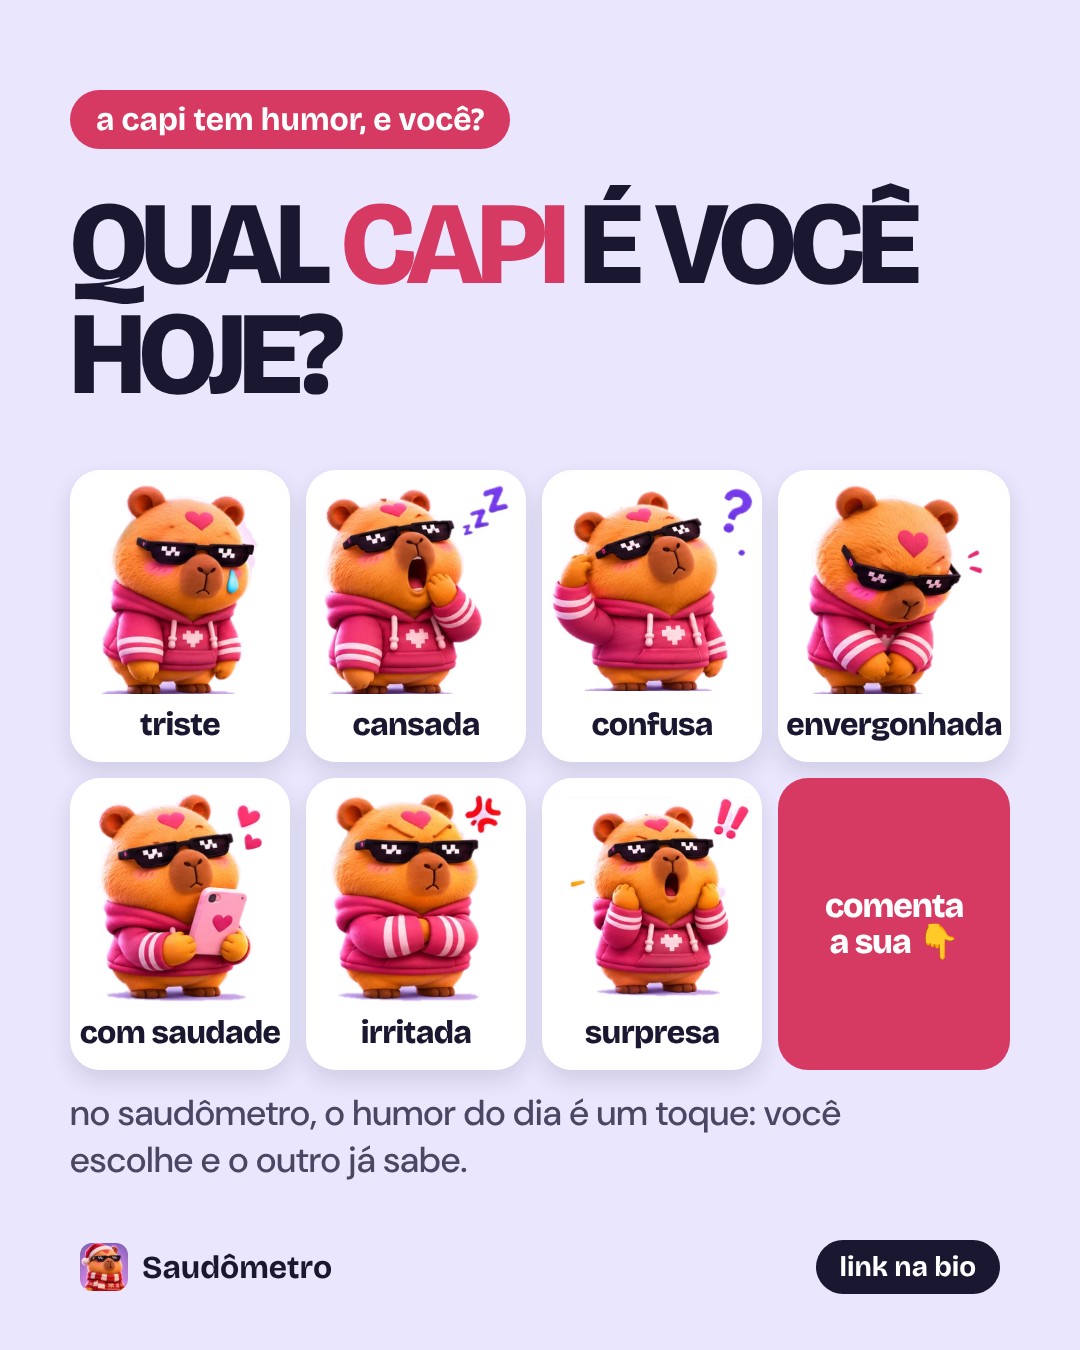 a capi tem humor, e você?
QUAL CAPI É VOCÊ
HOJE?
zzZ
?
triste
cansada
confusa
envergonhada
!!
com saudade
irritada
surpresa
comenta
a sua 👇
no saudômetro, o humor do dia é um toque: você
escolhe e o outro já sabe.
Saudômetro
link na bio